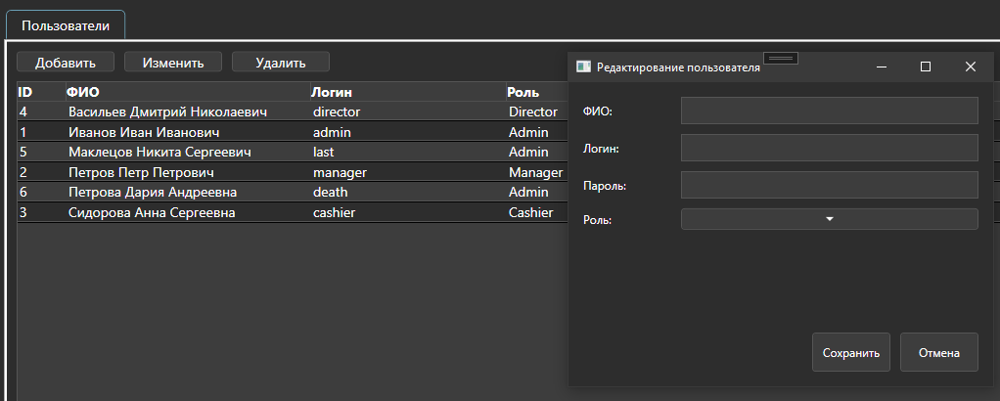 Пользователи
Добавить Изменить Удалить
ID ФИО Логин Роль
4 Васильев Дмитрий Николаевич director Director
1 Иванов Иван Иванович admin Admin
5 Маклецов Никита Сергеевич last Admin
2 Петров Петр Петрович manager Manager
6 Петрова Дария Андреевна death Admin
3 Сидорова Анна Сергеевна cashier Cashier
Редактирование пользователя
ФИО:
Логин:
Пароль:
Роль:
Сохранить Отмена